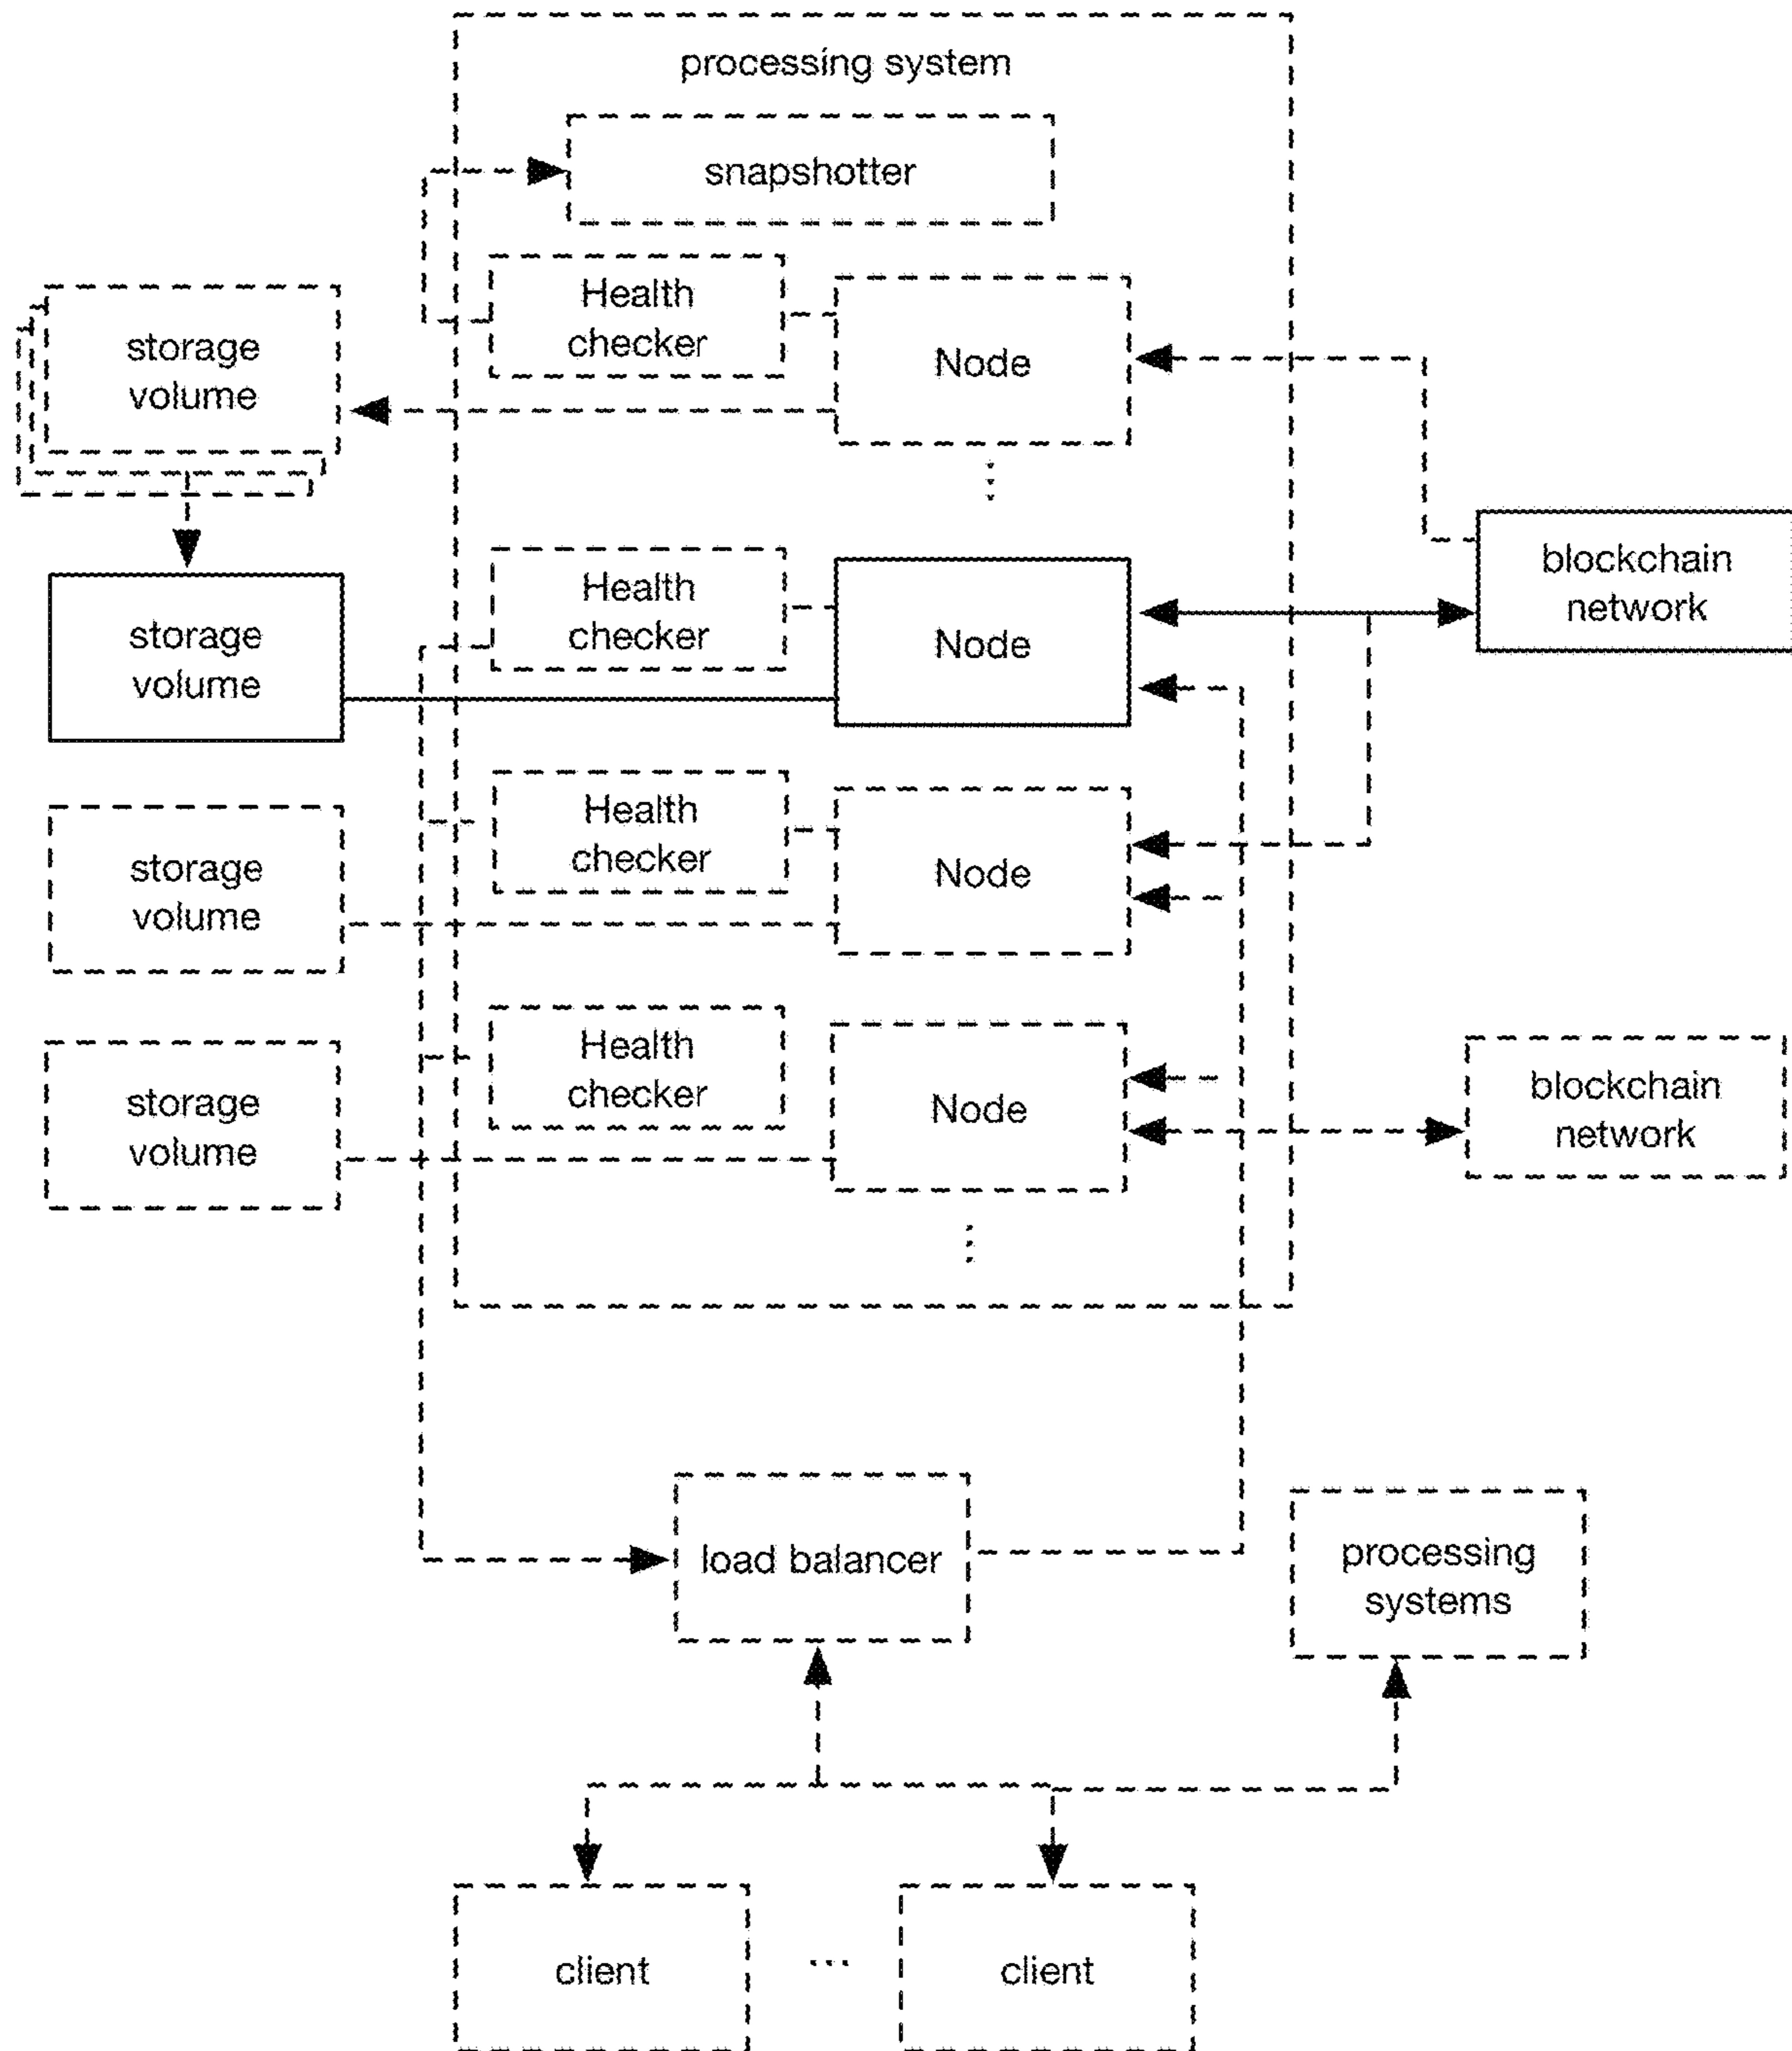 processing system
snapshotter
Health
checker
storage
volume
Node
Health
checker
storage
volume
Node
blockchain
network
Health
checker
storage
volume
Node
Health
checker
storage
volume
Node
blockchain
network
load balancer
processing
systems
client
...
client